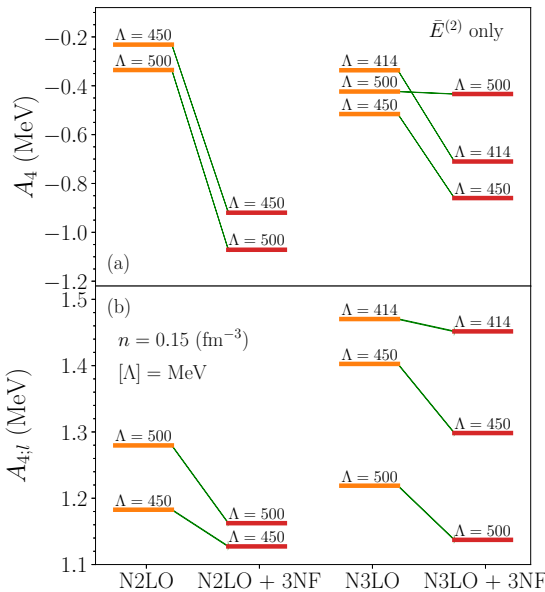 Ē⁽²⁾ only
A₄ (MeV)
−0.2
−0.4
−0.6
−0.8
−1.0
−1.2
Λ = 450
Λ = 500
Λ = 450
Λ = 500
Λ = 414
Λ = 500
Λ = 450
Λ = 500
Λ = 414
Λ = 450
(a)
(b)
n = 0.15 (fm⁻³)
[Λ] = MeV
A₄;ₗ (MeV)
1.5
1.4
1.3
1.2
1.1
Λ = 500
Λ = 450
Λ = 500
Λ = 450
Λ = 414
Λ = 450
Λ = 500
Λ = 414
Λ = 450
Λ = 500
N2LO N2LO + 3NF N3LO N3LO + 3NF